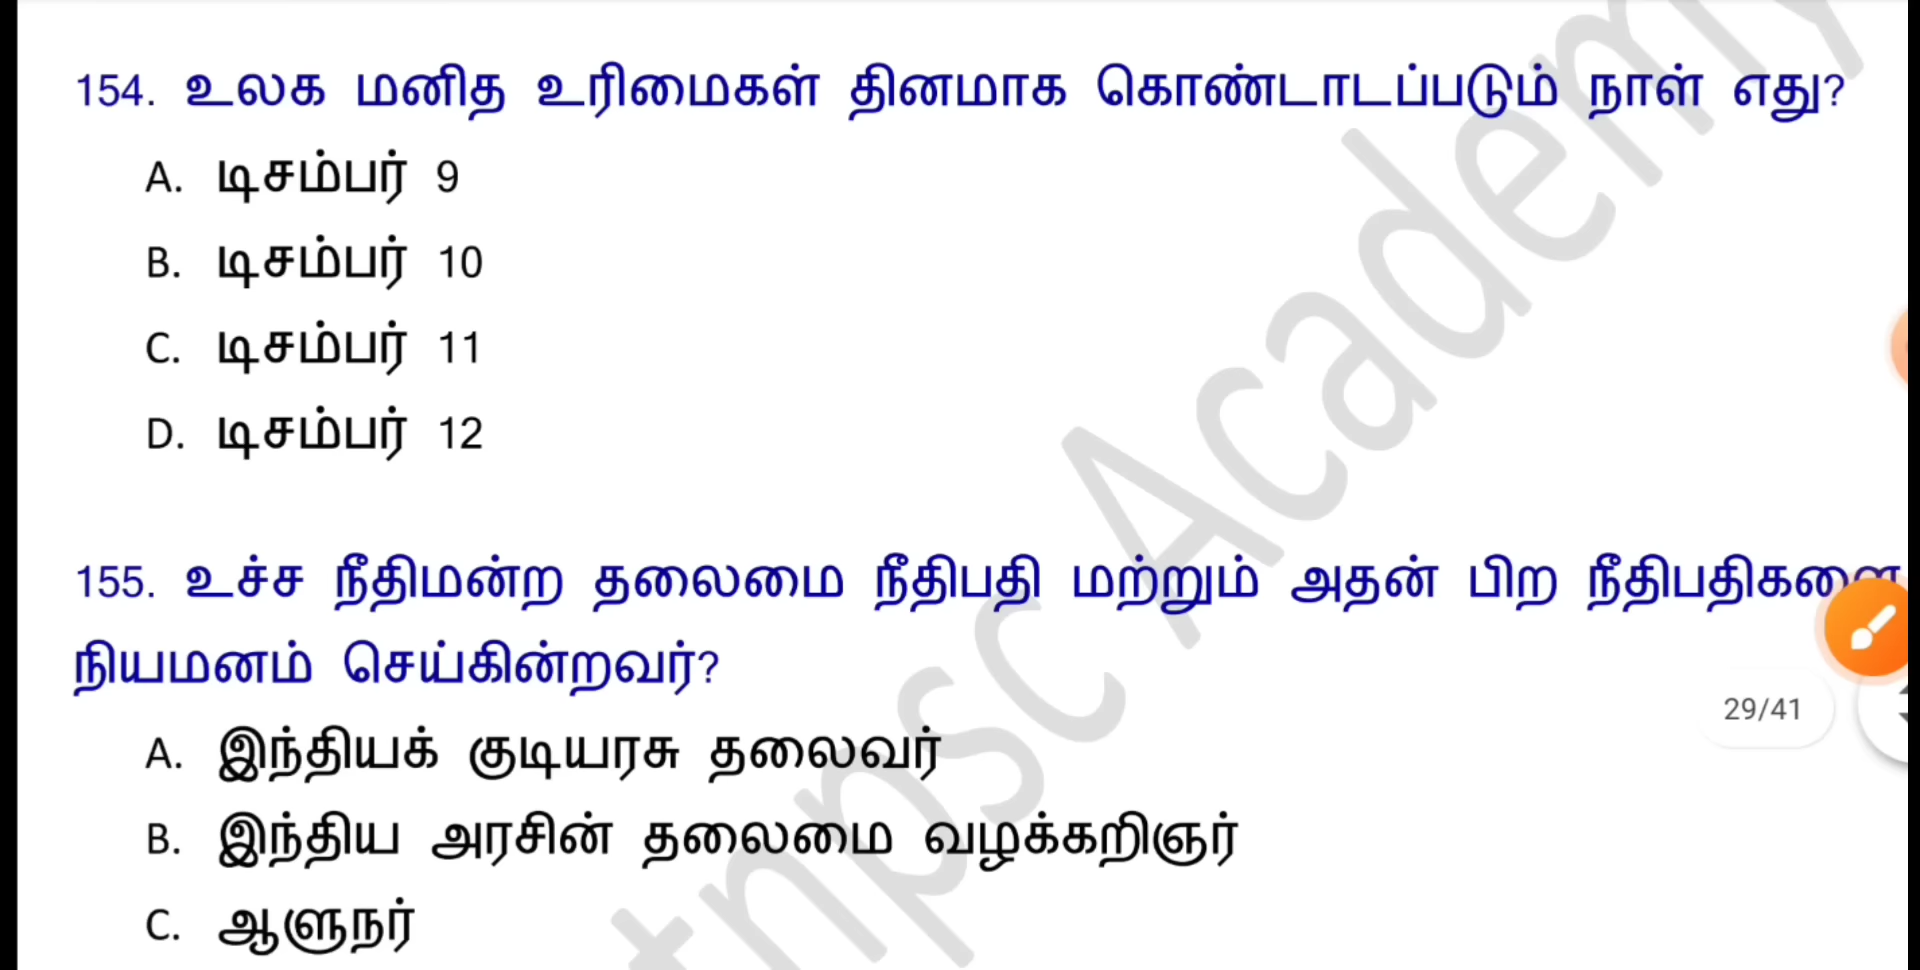 154. உலக மனித உரிமைகள் தினமாக கொண்டாடப்படும் நாள் எது?
A. டிசம்பர் 9
B. டிசம்பர் 10
C. டிசம்பர் 11
D. டிசம்பர் 12
155. உச்ச நீதிமன்ற தலைமை நீதிபதி மற்றும் அதன் பிற நீதிபதிகளை
நியமனம் செய்கின்றவர்?
29/41
A. இந்தியக் குடியரசு தலைவர்
B. இந்திய அரசின் தலைமை வழக்கறிஞர்
C. ஆளுநர்
tnpsc Academy